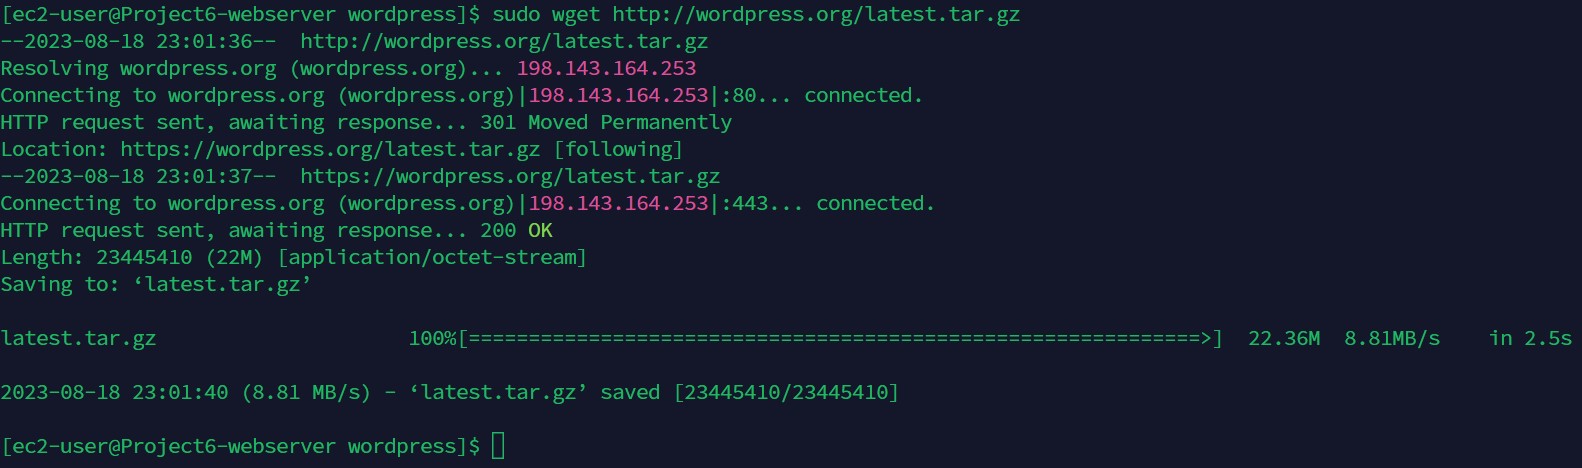 [ec2-user@Project6-webserver wordpress]$ sudo wget http://wordpress.org/latest.tar.gz
--2023-08-18 23:01:36--  http://wordpress.org/latest.tar.gz
Resolving wordpress.org (wordpress.org)... 198.143.164.253
Connecting to wordpress.org (wordpress.org)|198.143.164.253|:80... connected.
HTTP request sent, awaiting response... 301 Moved Permanently
Location: https://wordpress.org/latest.tar.gz [following]
--2023-08-18 23:01:37--  https://wordpress.org/latest.tar.gz
Connecting to wordpress.org (wordpress.org)|198.143.164.253|:443... connected.
HTTP request sent, awaiting response... 200 OK
Length: 23445410 (22M) [application/octet-stream]
Saving to: ‘latest.tar.gz’
latest.tar.gz                     100%[=============================================================>]  22.36M  8.81MB/s    in 2.5s
2023-08-18 23:01:40 (8.81 MB/s) - ‘latest.tar.gz’ saved [23445410/23445410]
[ec2-user@Project6-webserver wordpress]$